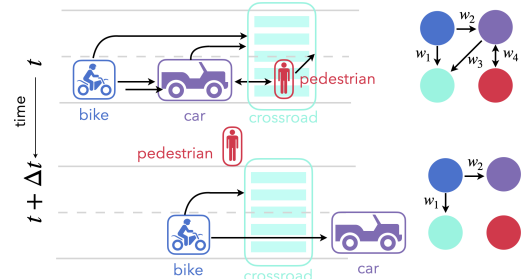 w₂
w₁
w₃
w₄
t
pedestrian
bike
car
crossroad
time
pedestrian
t + Δt
w₂
w₁
bike
car
crossroad